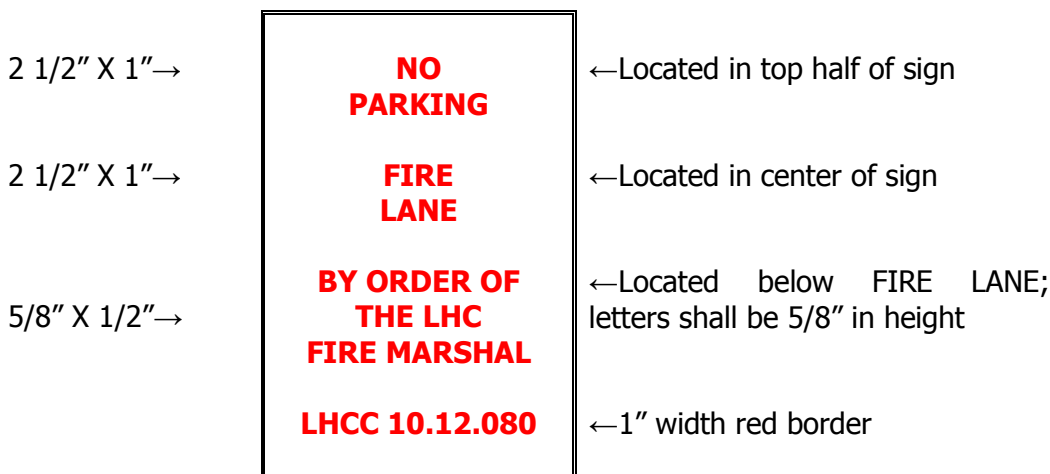 2 1/2” X 1”→ NO ←Located in top half of sign
PARKING
2 1/2” X 1”→ FIRE ←Located in center of sign
LANE
BY ORDER OF ←Located below FIRE LANE;
5/8” X 1/2”→ THE LHC letters shall be 5/8” in height
FIRE MARSHAL
LHCC 10.12.080 ←1” width red border